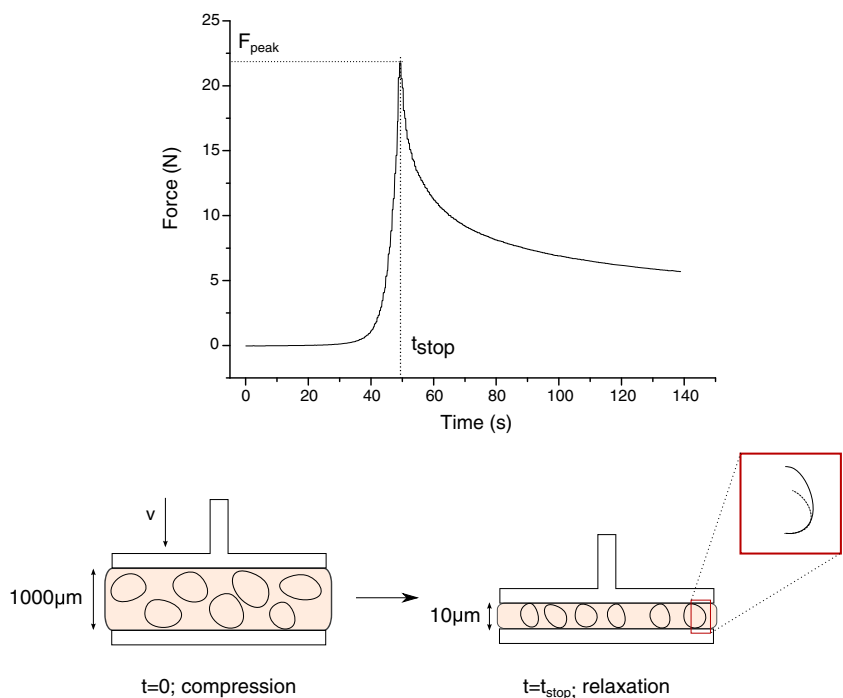 25
F_peak
20
15
Force (N)
10
5
t_stop
0
0 20 40 60 80 100 120 140
Time (s)
v
1000µm
10µm
t=0; compression
t=t_stop; relaxation